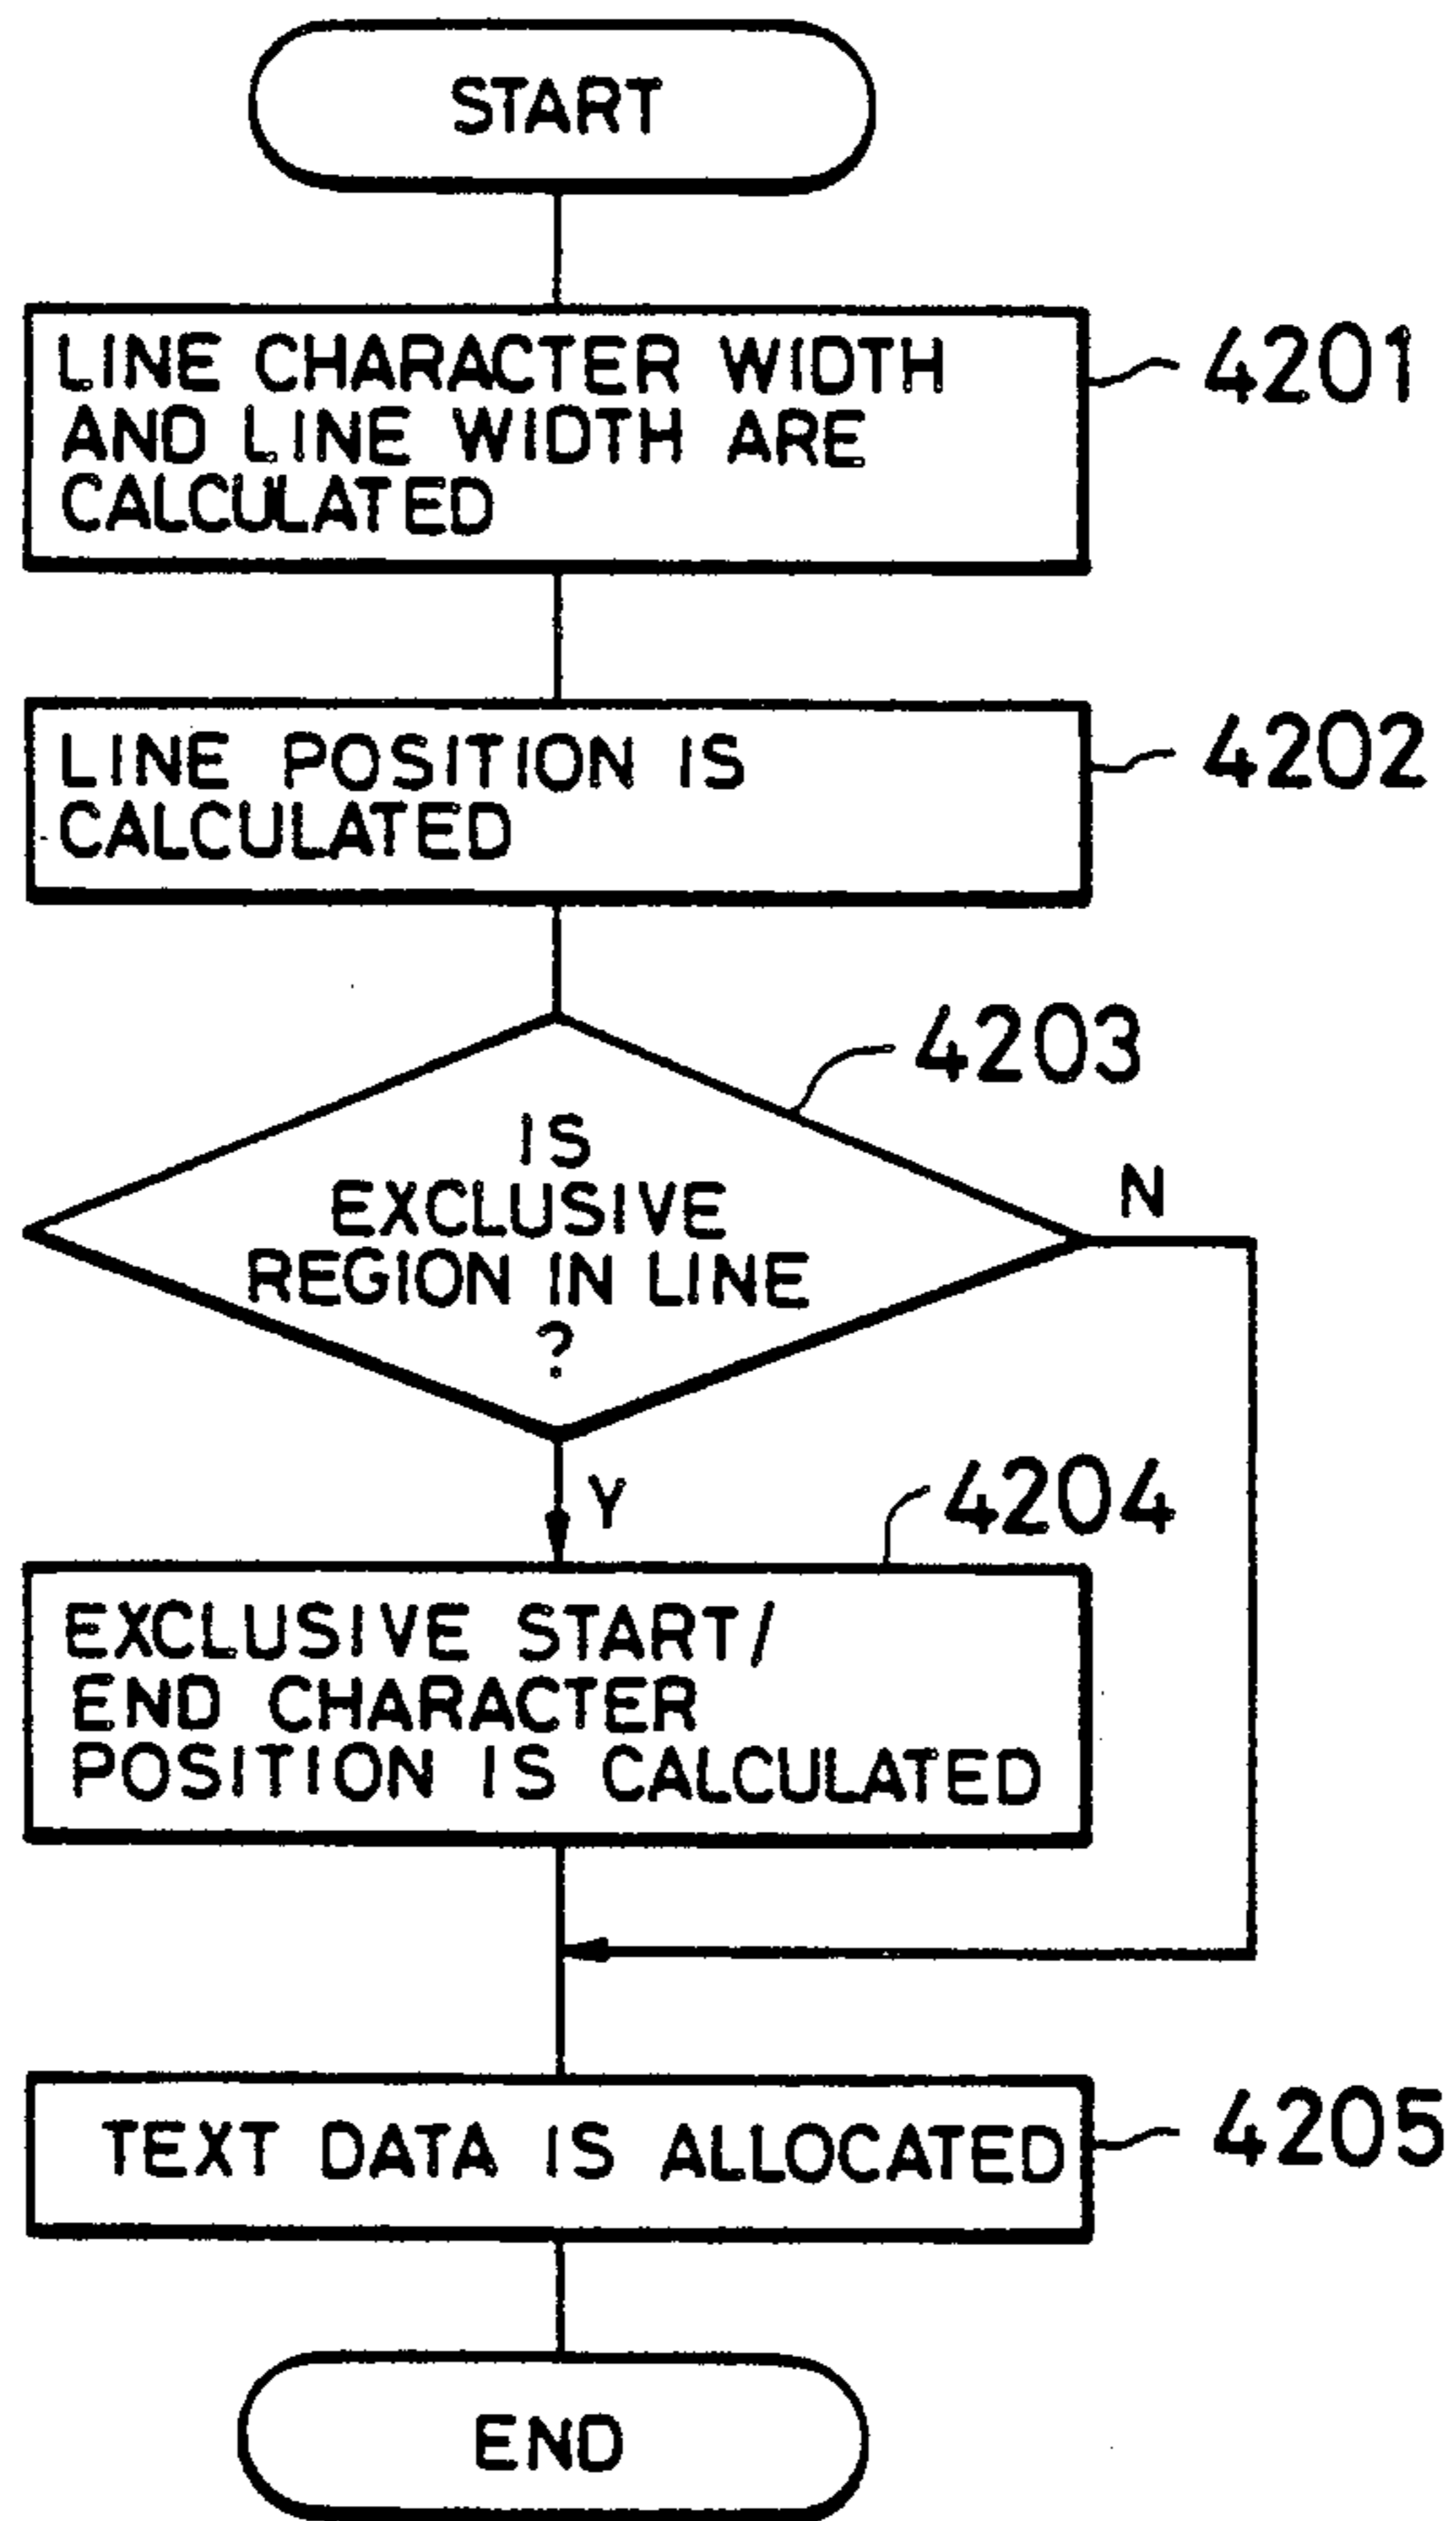 START
LINE CHARACTER WIDTH
AND LINE WIDTH ARE
CALCULATED
4201
LINE POSITION IS
CALCULATED
4202
4203
IS
EXCLUSIVE
REGION IN LINE
?
N
Y
4204
EXCLUSIVE START/
END CHARACTER
POSITION IS CALCULATED
TEXT DATA IS ALLOCATED
4205
END